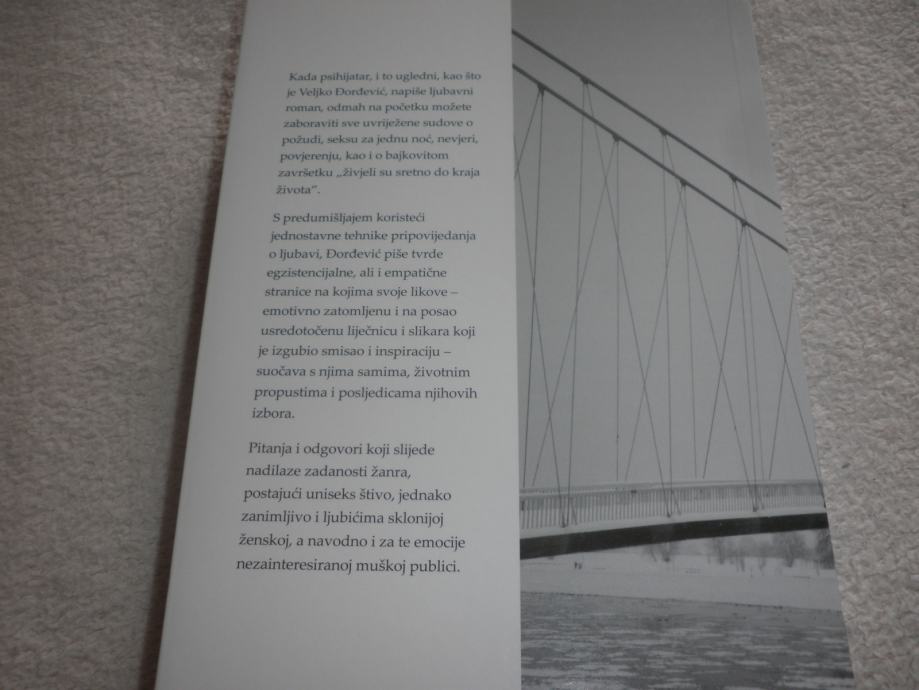 Kada psihijatar, i to ugledni, kao što
je Veljko Đorđević, napiše ljubavni
roman, odmah na početku možete
zaboraviti sve uvriježene sudove o
požudi, seksu za jednu noć, nevjeri,
povjerenju, kao i o bajkovitom
završetku „živjeli su sretno do kraja
života“.
S predumišljajem koristeći
jednostavne tehnike pripovijedanja
o ljubavi, Đorđević piše tvrde
egzistencijalne, ali i empatične
stranice na kojima svoje likove –
emotivno zatomljenu i na posao
usredotočenu liječnicu i slikara koji
je izgubio smisao i inspiraciju –
suočava s njima samima, životnim
propustima i posljedicama njihovih
izbora.
Pitanja i odgovori koji slijede
nadilaze zadanosti žanra,
postajući uniseks štivo, jednako
zanimljivo i ljubićima sklonijoj
ženskoj, a navodno i za te emocije
nezainteresiranoj muškoj publici.